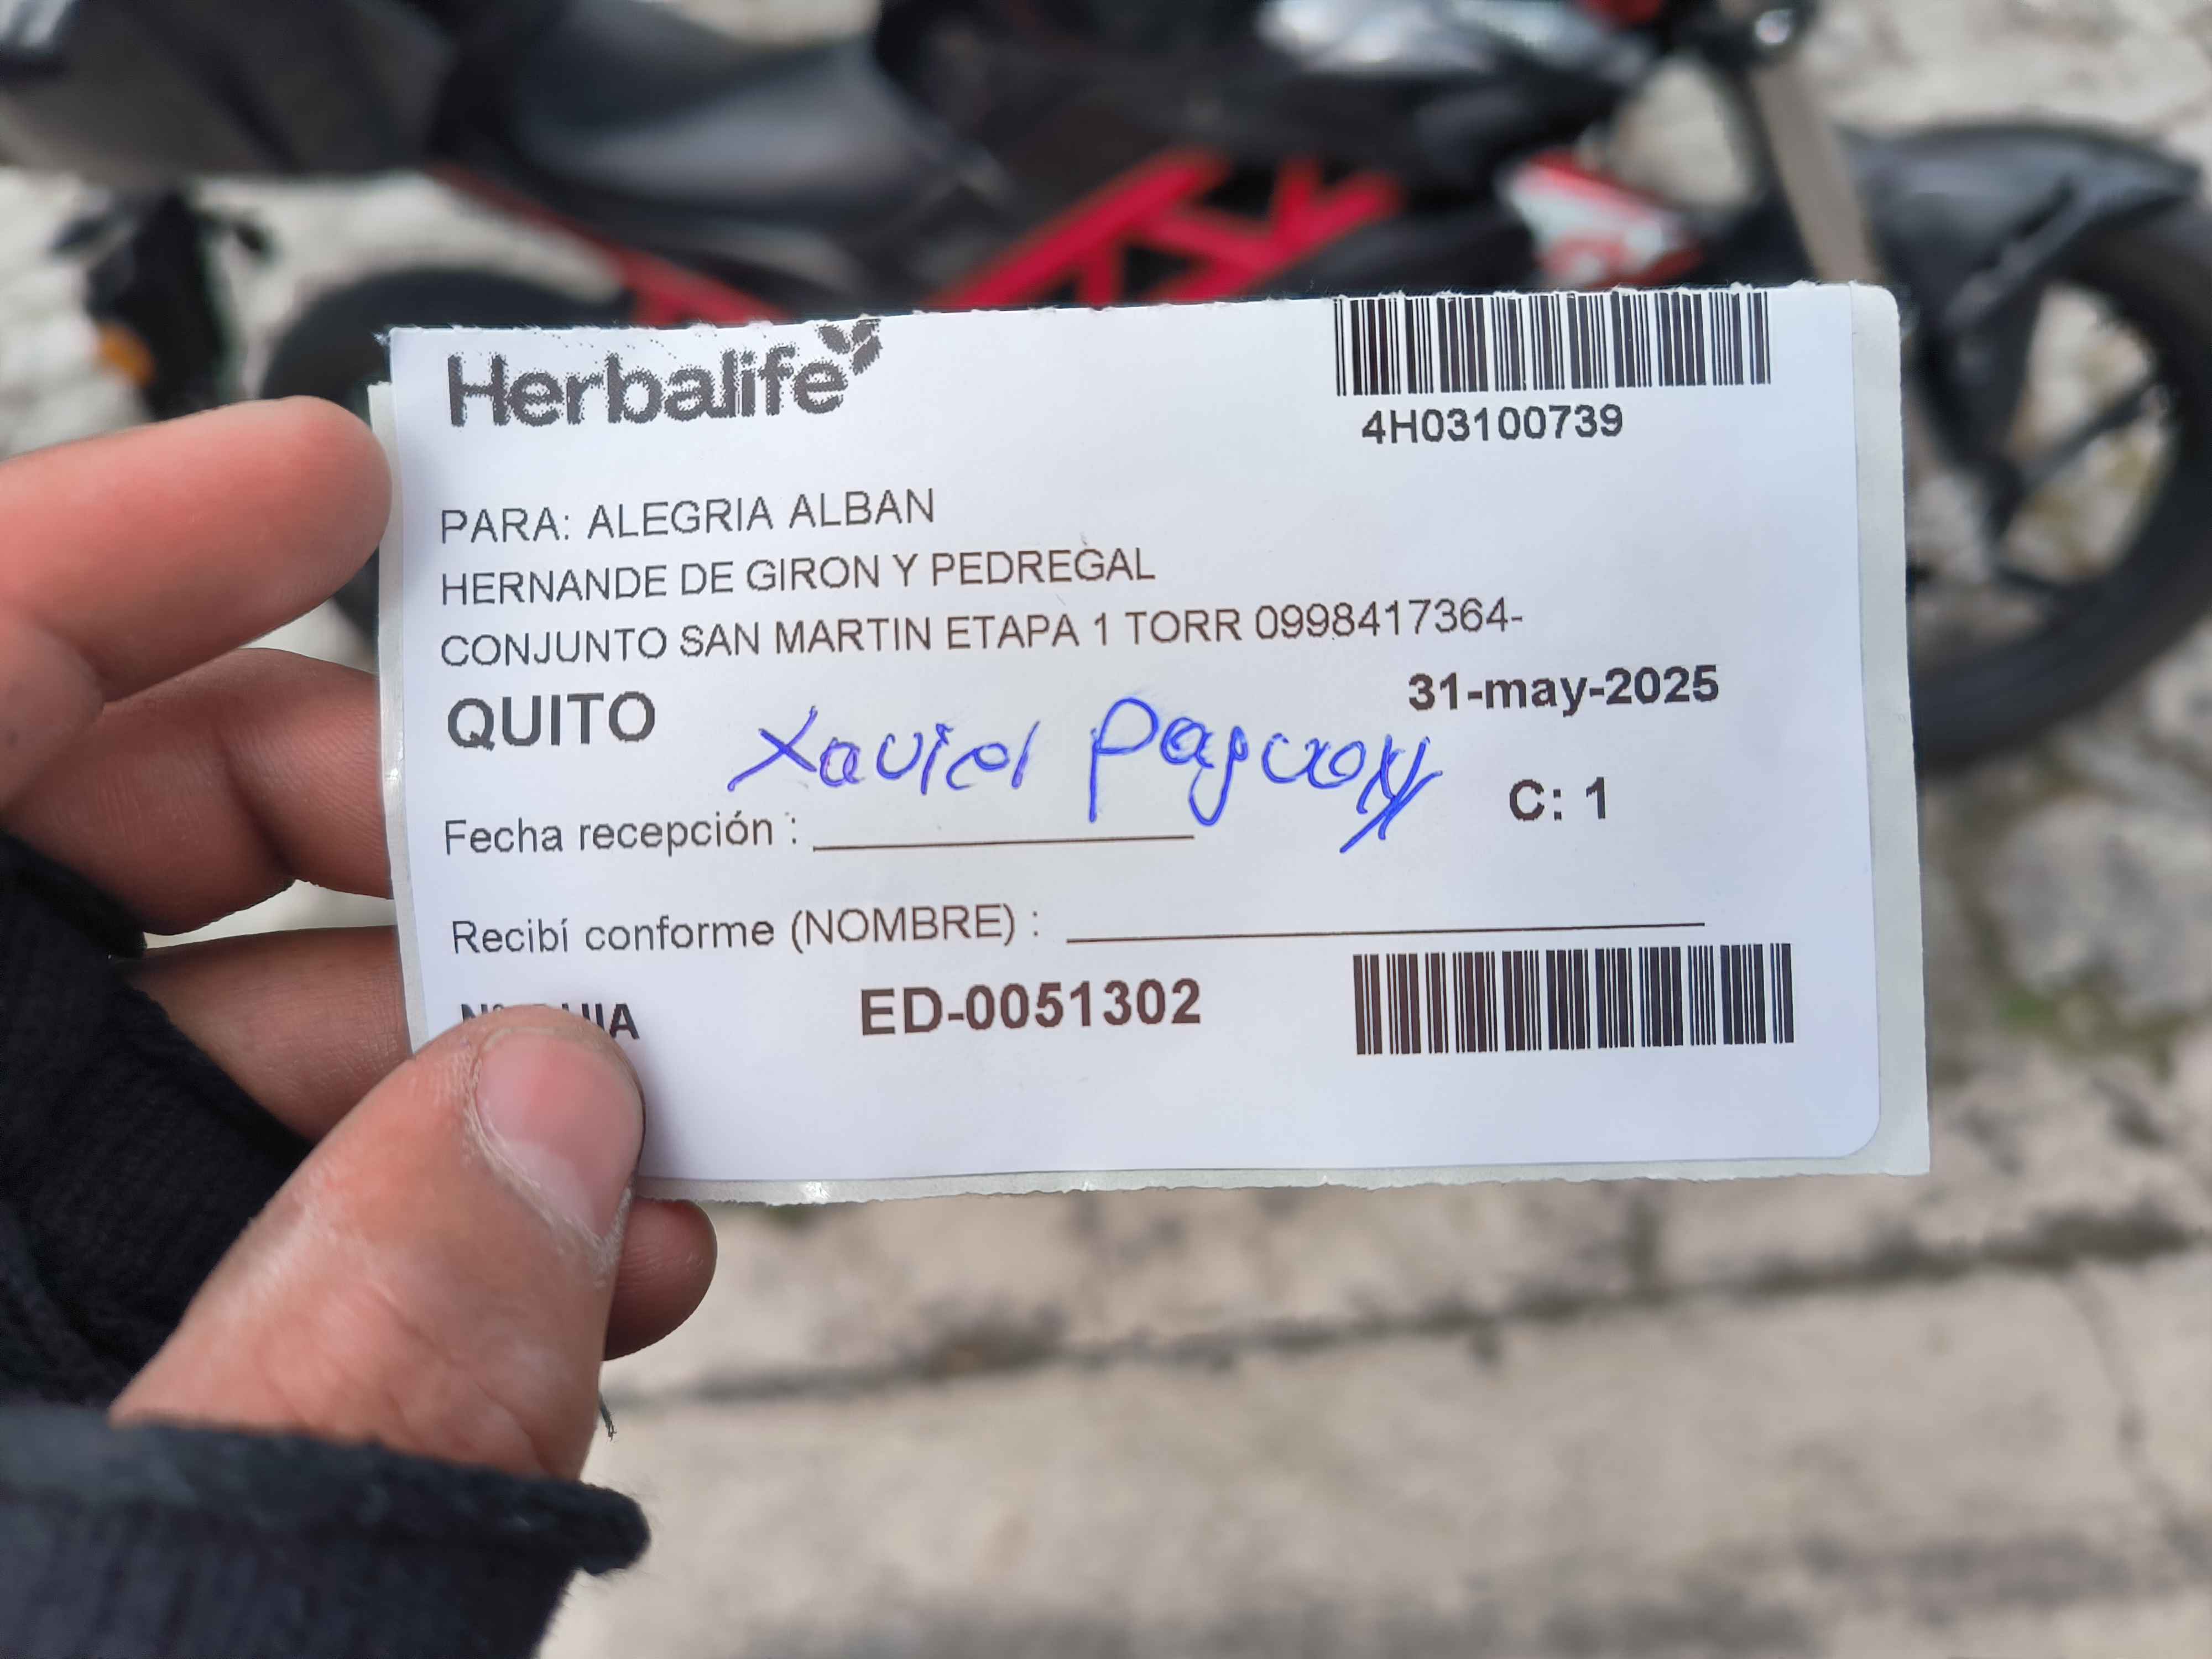 Herbalife
4H03100739
PARA: ALEGRIA ALBAN
HERNANDE DE GIRON Y PEDREGAL
CONJUNTO SAN MARTIN ETAPA 1 TORR 0998417364-
QUITO
31-may-2025
Xavier
C: 1
Fecha recepción :
Recibí conforme (NOMBRE) :
ED-0051302